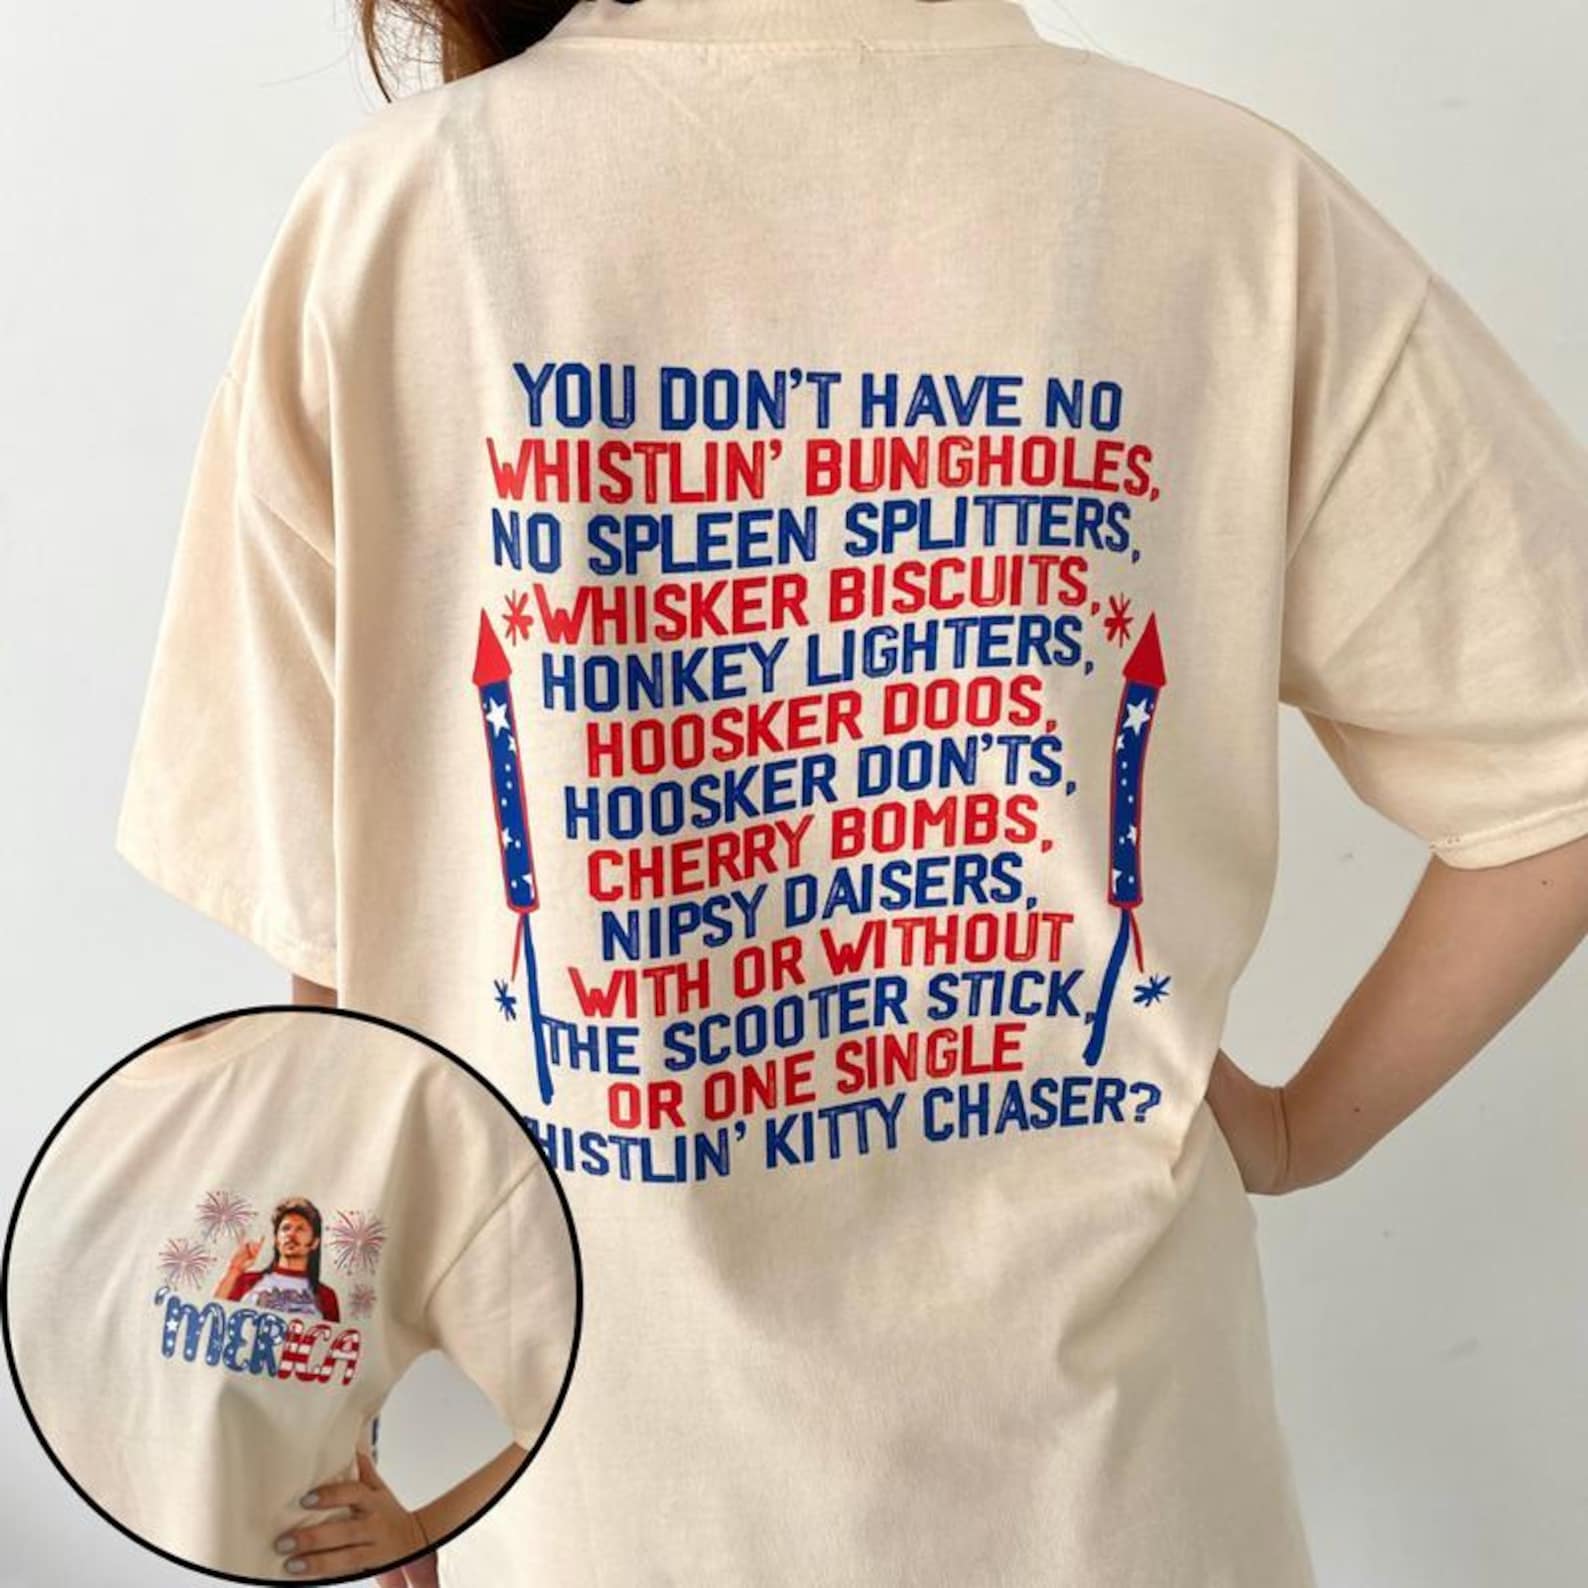 YOU DON'T HAVE NO
WHISTLIN' BUNGHOLES,
NO SPLEEN SPLITTERS,
WHISKER BISCUITS,
HONKEY LIGHTERS,
HOOSKER DOOS,
HOOSKER DON'TS,
CHERRY BOMBS,
NIPSY DAISERS,
WITH OR WITHOUT
THE SCOOTER STICK,
OR ONE SINGLE
HISTLIN' KITTY CHASER?
'MERICA